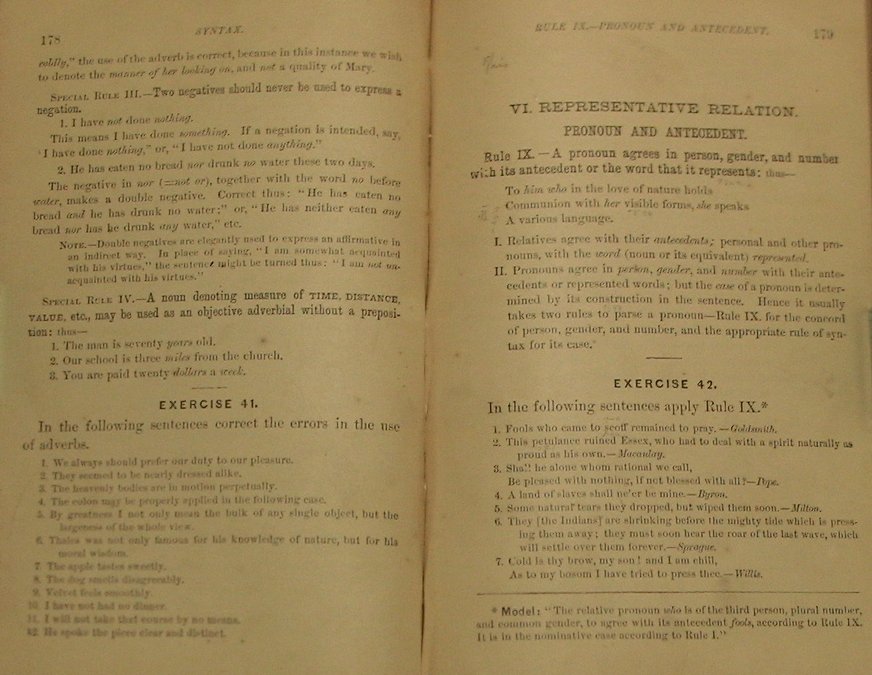 178
SYNTAX.
coldly," the use of the adverb is correct, because in this instance we wish
to denote the manner of her looking on, and not a quality of Mary.
SPECIAL RULE III.—Two negatives should never be used to express a
negation.
1. I have not done nothing.
This means I have done something. If a negation is intended, say,
"I have done nothing," or, "I have not done anything."
2. He has eaten no bread nor drunk no water these two days.
The negative in nor (=not or), together with the word no before
water, makes a double negative. Correct thus: "He has eaten no
bread and he has drunk no water;" or, "He has neither eaten any
bread nor has he drunk any water," etc.
NOTE.—Double negatives are elegantly used to express an affirmative in
an indirect way. In place of saying, "I am somewhat acquainted
with his virtues," the sentence might be turned thus: "I am not un-
acquainted with his virtues."
SPECIAL RULE IV.—A noun denoting measure of TIME, DISTANCE,
VALUE, etc., may be used as an objective adverbial without a preposi-
tion: thus—
1. The man is seventy years old.
2. Our school is three miles from the church.
3. You are paid twenty dollars a week.
EXERCISE 41.
In the following sentences correct the errors in the use
of adverbs.
1. We always should prefer our duty to our pleasure.
2. They seemed to be nearly dressed alike.
3. The heavenly bodies are in motion perpetually.
4. The colon may be properly applied in the following case.
5. By greatness I not only mean the bulk of any single object, but the
largeness of the whole view.
6. Thales was not only famous for his knowledge of nature, but for his
moral wisdom.
7. The apple tastes sweetly.
8. The dog smells disagreeably.
9. Velvet feels smoothly.
10. I have not had no dinner.
11. I will not take that course by no means.
12. He spoke the piece clear and distinct.
RULE IX.—PRONOUN AND ANTECEDENT.
179
VI. REPRESENTATIVE RELATION.
PRONOUN AND ANTECEDENT.
Rule IX.—A pronoun agrees in person, gender, and number
with its antecedent or the word that it represents: thus—
To him who in the love of nature holds
Communion with her visible forms, she speaks
A various language.
I. Relatives agree with their antecedents; personal and other pro-
nouns, with the word (noun or its equivalent) represented.
II. Pronouns agree in person, gender, and number with their ante-
cedents or represented words; but the case of a pronoun is deter-
mined by its construction in the sentence. Hence it usually
takes two rules to parse a pronoun—Rule IX. for the concord
of person, gender, and number, and the appropriate rule of syn-
tax for its case.
EXERCISE 42.
In the following sentences apply Rule IX.*
1. Fools who came to scoff remained to pray.—Goldsmith.
2. This petulance ruined Essex, who had to deal with a spirit naturally as
proud as his own.—Macaulay.
3. Shall he alone whom rational we call,
Be pleased with nothing, if not blessed with all?—Pope.
4. A land of slaves shall ne'er be mine.—Byron.
5. Some natural tears they dropped, but wiped them soon.—Milton.
6. They [the Indians] are shrinking before the mighty tide which is press-
ing them away; they must soon hear the roar of the last wave, which
will settle over them forever.—Sprague.
7. Cold is thy brow, my son! and I am chill,
As to my bosom I have tried to press thee.—Willis.
* Model: "The relative pronoun who is of the third person, plural number,
and common gender, to agree with its antecedent fools, according to Rule IX.
It is in the nominative case according to Rule I."